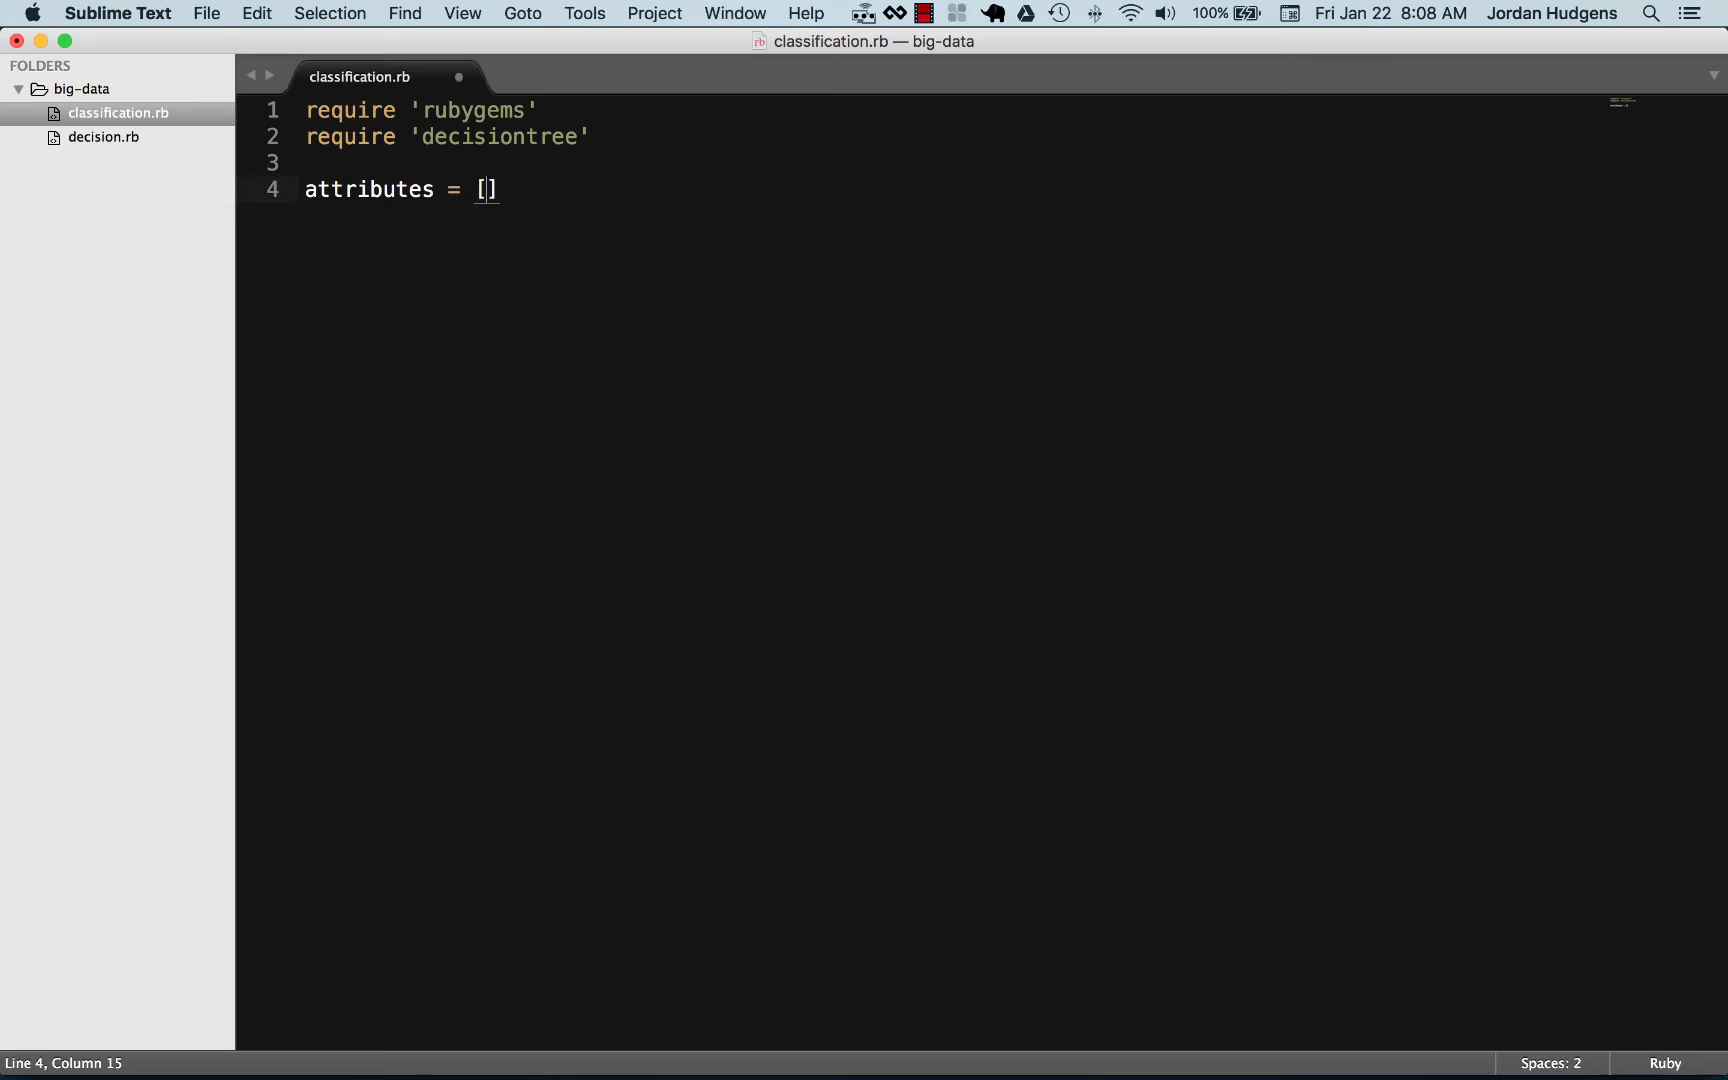 Sublime Text File Edit Selection Find View Goto Tools Project Window Help 100% Fri Jan 22 8:08 AM Jordan Hudgens
rb classification.rb — big-data
FOLDERS
big-data
classification.rb
decision.rb
classification.rb
1 require 'rubygems'
2 require 'decisiontree'
3
4 attributes = []
Line 4, Column 15 Spaces: 2 Ruby